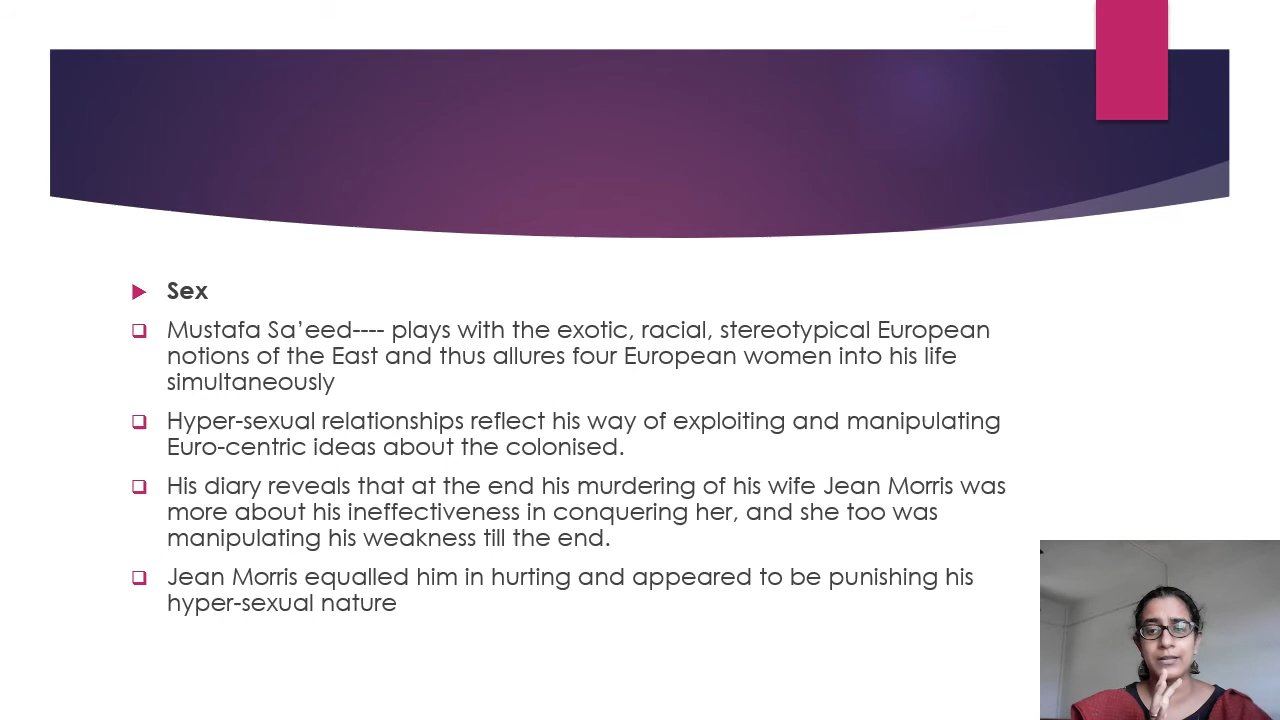 Sex
Mustafa Sa’eed---- plays with the exotic, racial, stereotypical European
notions of the East and thus allures four European women into his life
simultaneously
Hyper-sexual relationships reflect his way of exploiting and manipulating
Euro-centric ideas about the colonised.
His diary reveals that at the end his murdering of his wife Jean Morris was
more about his ineffectiveness in conquering her, and she too was
manipulating his weakness till the end.
Jean Morris equalled him in hurting and appeared to be punishing his
hyper-sexual nature